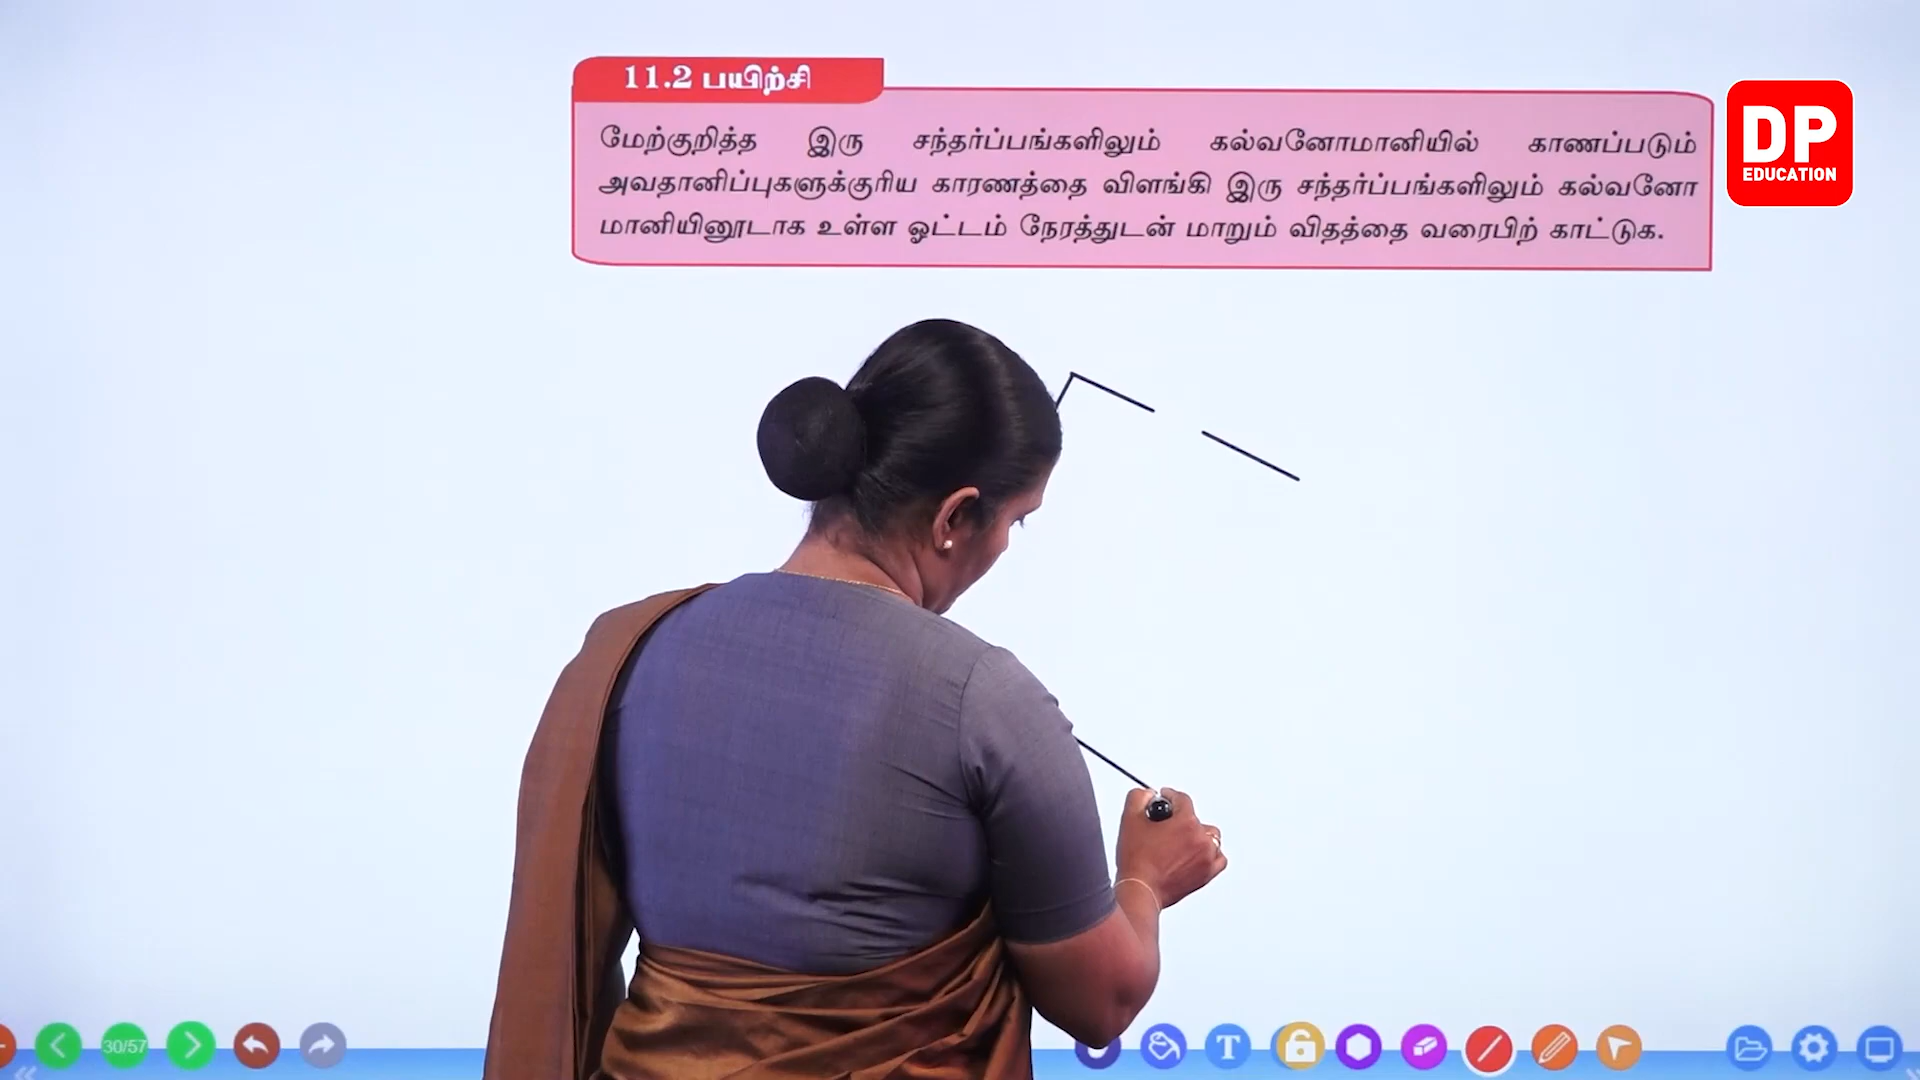 11.2 பயிற்சி
மேற்குறித்த இரு சந்தர்ப்பங்களிலும் கல்வனோமானியில் காணப்படும்
அவதானிப்புகளுக்குரிய காரணத்தை விளங்கி இரு சந்தர்ப்பங்களிலும் கல்வனோ
மானியினூடாக உள்ள ஓட்டம் நேரத்துடன் மாறும் விதத்தை வரைபிற் காட்டுக.
DP
EDUCATION
30/57
T